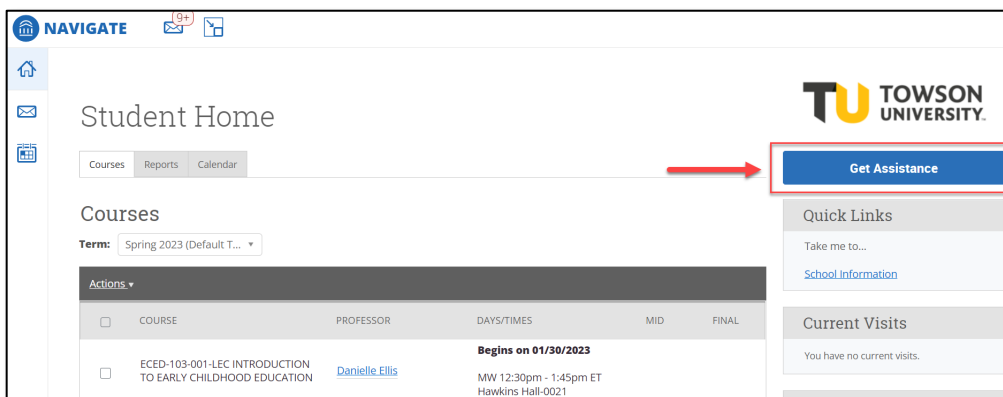 NAVIGATE
9+
TOWSON
UNIVERSITY.
TU
Student Home
Get Assistance
Courses Reports Calendar
Courses
Term: Spring 2023 (Default T...
Quick Links
Take me to...
School Information
Actions
COURSE PROFESSOR DAYS/TIMES MID FINAL
Current Visits
You have no current visits.
Begins on 01/30/2023
ECED-103-001-LEC INTRODUCTION
TO EARLY CHILDHOOD EDUCATION
Danielle Ellis
MW 12:30pm - 1:45pm ET
Hawkins Hall-0021